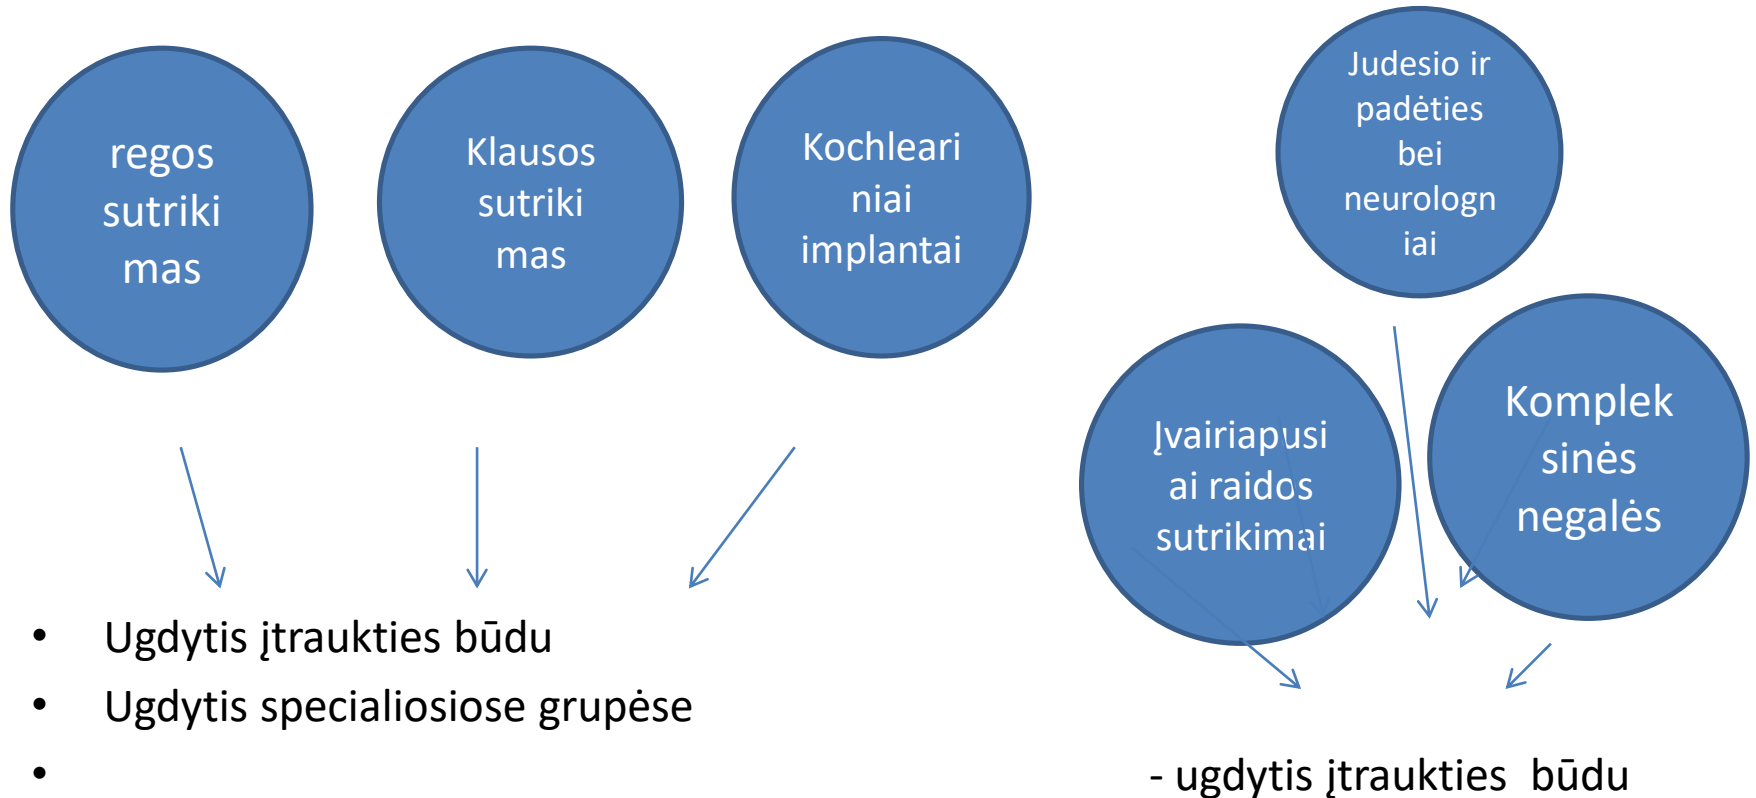 regos
sutriki
mas
Klausos
sutriki
mas
Kochleari
niai
implantai
Judesio ir
padėties
bei
neurologn
iai
Įvairiapusi
ai raidos
sutrikimai
Komplek
sinės
negalės
• Ugdytis įtraukties būdu
• Ugdytis specialiosiose grupėse
•
- ugdytis įtraukties būdu